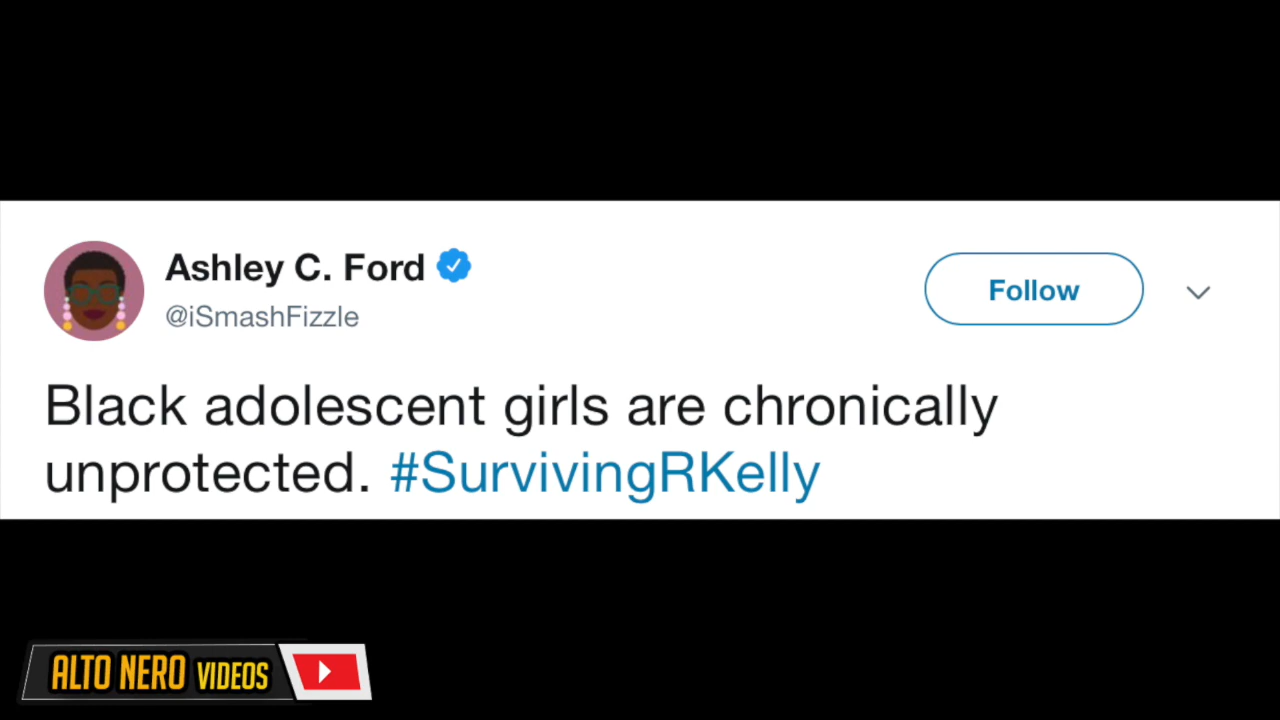 Ashley C. Ford
@iSmashFizzle
Follow
Black adolescent girls are chronically
unprotected. #SurvivingRKelly
ALTO NERO VIDEOS